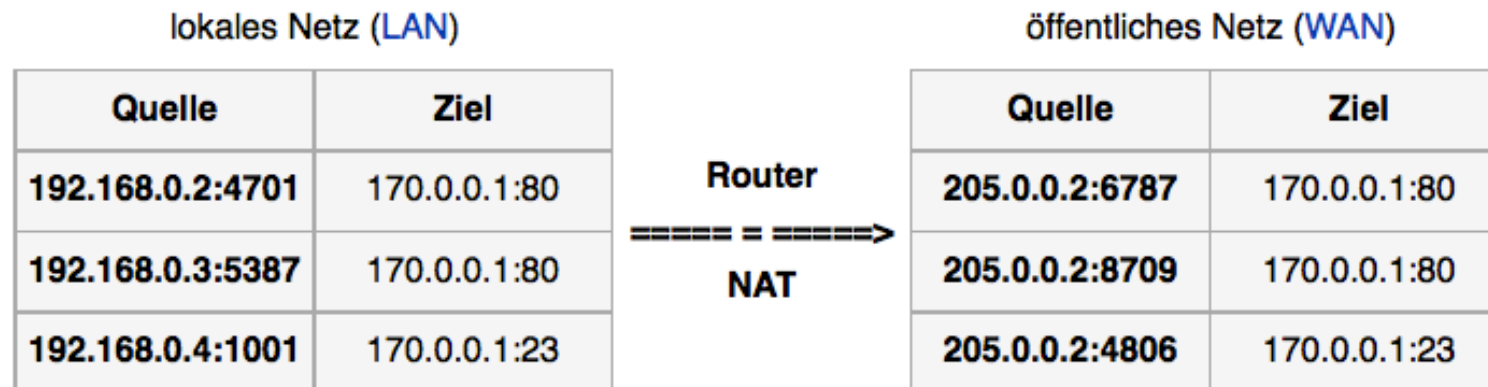 lokales Netz (LAN)
öffentliches Netz (WAN)
Quelle Ziel
192.168.0.2:4701 170.0.0.1:80
192.168.0.3:5387 170.0.0.1:80
192.168.0.4:1001 170.0.0.1:23
Router
===== = =====>
NAT
Quelle Ziel
205.0.0.2:6787 170.0.0.1:80
205.0.0.2:8709 170.0.0.1:80
205.0.0.2:4806 170.0.0.1:23